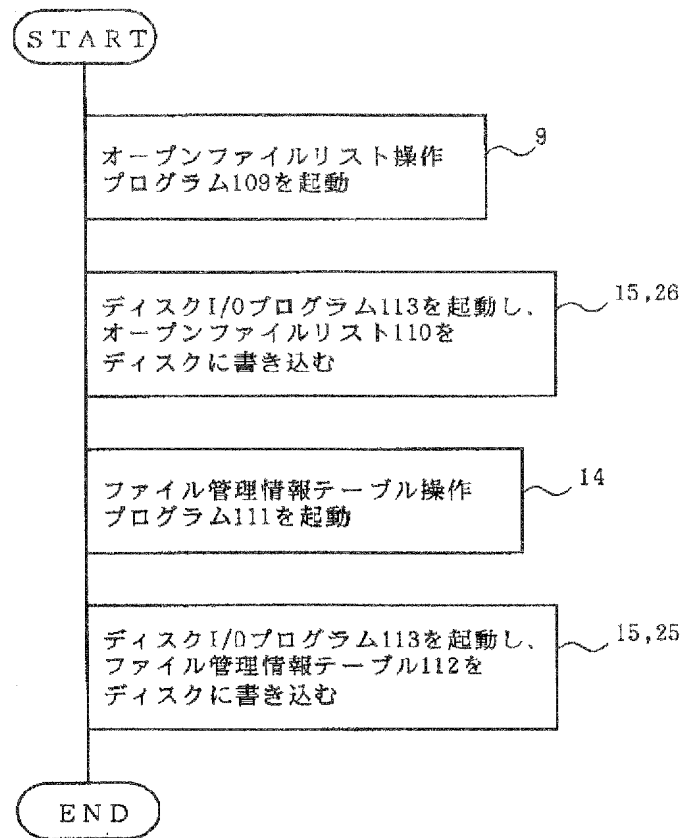 START
オープンファイルリスト操作
プログラム109を起動
9
ディスクI/Oプログラム113を起動し、
オープンファイルリスト110を
ディスクに書き込む
15,26
ファイル管理情報テーブル操作
プログラム111を起動
14
ディスクI/Oプログラム113を起動し、
ファイル管理情報テーブル112を
ディスクに書き込む
15,25
END